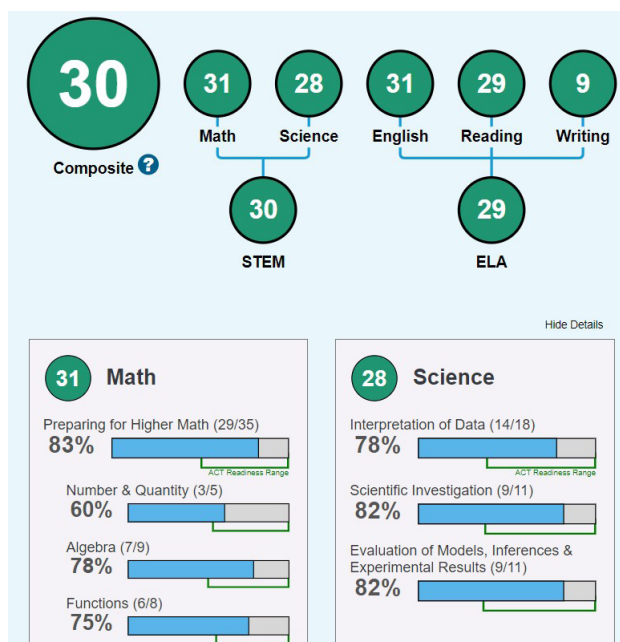 30
31
28
31
29
9
Math
Science
English
Reading
Writing
Composite ?
30
29
STEM
ELA
Hide Details
31 Math
Preparing for Higher Math (29/35)
83%
ACT Readiness Range
Number & Quantity (3/5)
60%
Algebra (7/9)
78%
Functions (6/8)
75%
28 Science
Interpretation of Data (14/18)
78%
ACT Readiness Range
Scientific Investigation (9/11)
82%
Evaluation of Models, Inferences &
Experimental Results (9/11)
82%